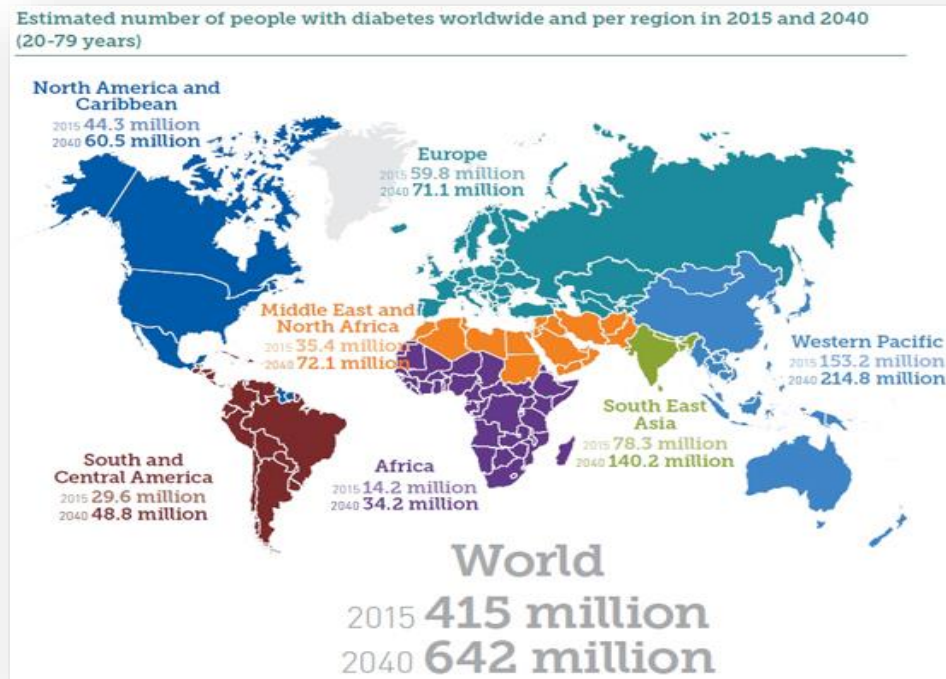 Estimated number of people with diabetes worldwide and per region in 2015 and 2040
(20-79 years)
North America and
Caribbean
2015 44.3 million
2040 60.5 million
Europe
2015 59.8 million
2040 71.1 million
Middle East and
North Africa
2015 35.4 million
2040 72.1 million
Western Pacific
2015 153.2 million
2040 214.8 million
South East
Asia
2015 78.3 million
2040 140.2 million
South and
Central America
2015 29.6 million
2040 48.8 million
Africa
2015 14.2 million
2040 34.2 million
World
2015 415 million
2040 642 million